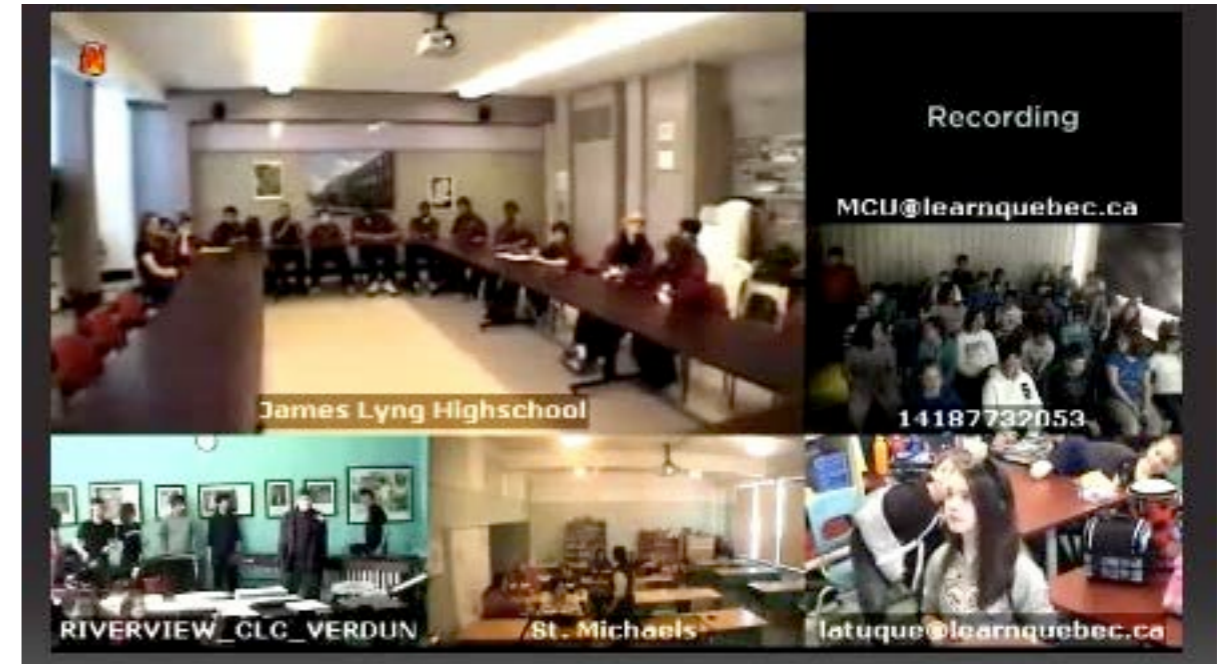 Recording
MCU@learnquebec.ca
James Lyng Highschool
14187732053
RIVERVIEW_CLC_VERDUN
St. Michaels
latuque@learnquebec.ca